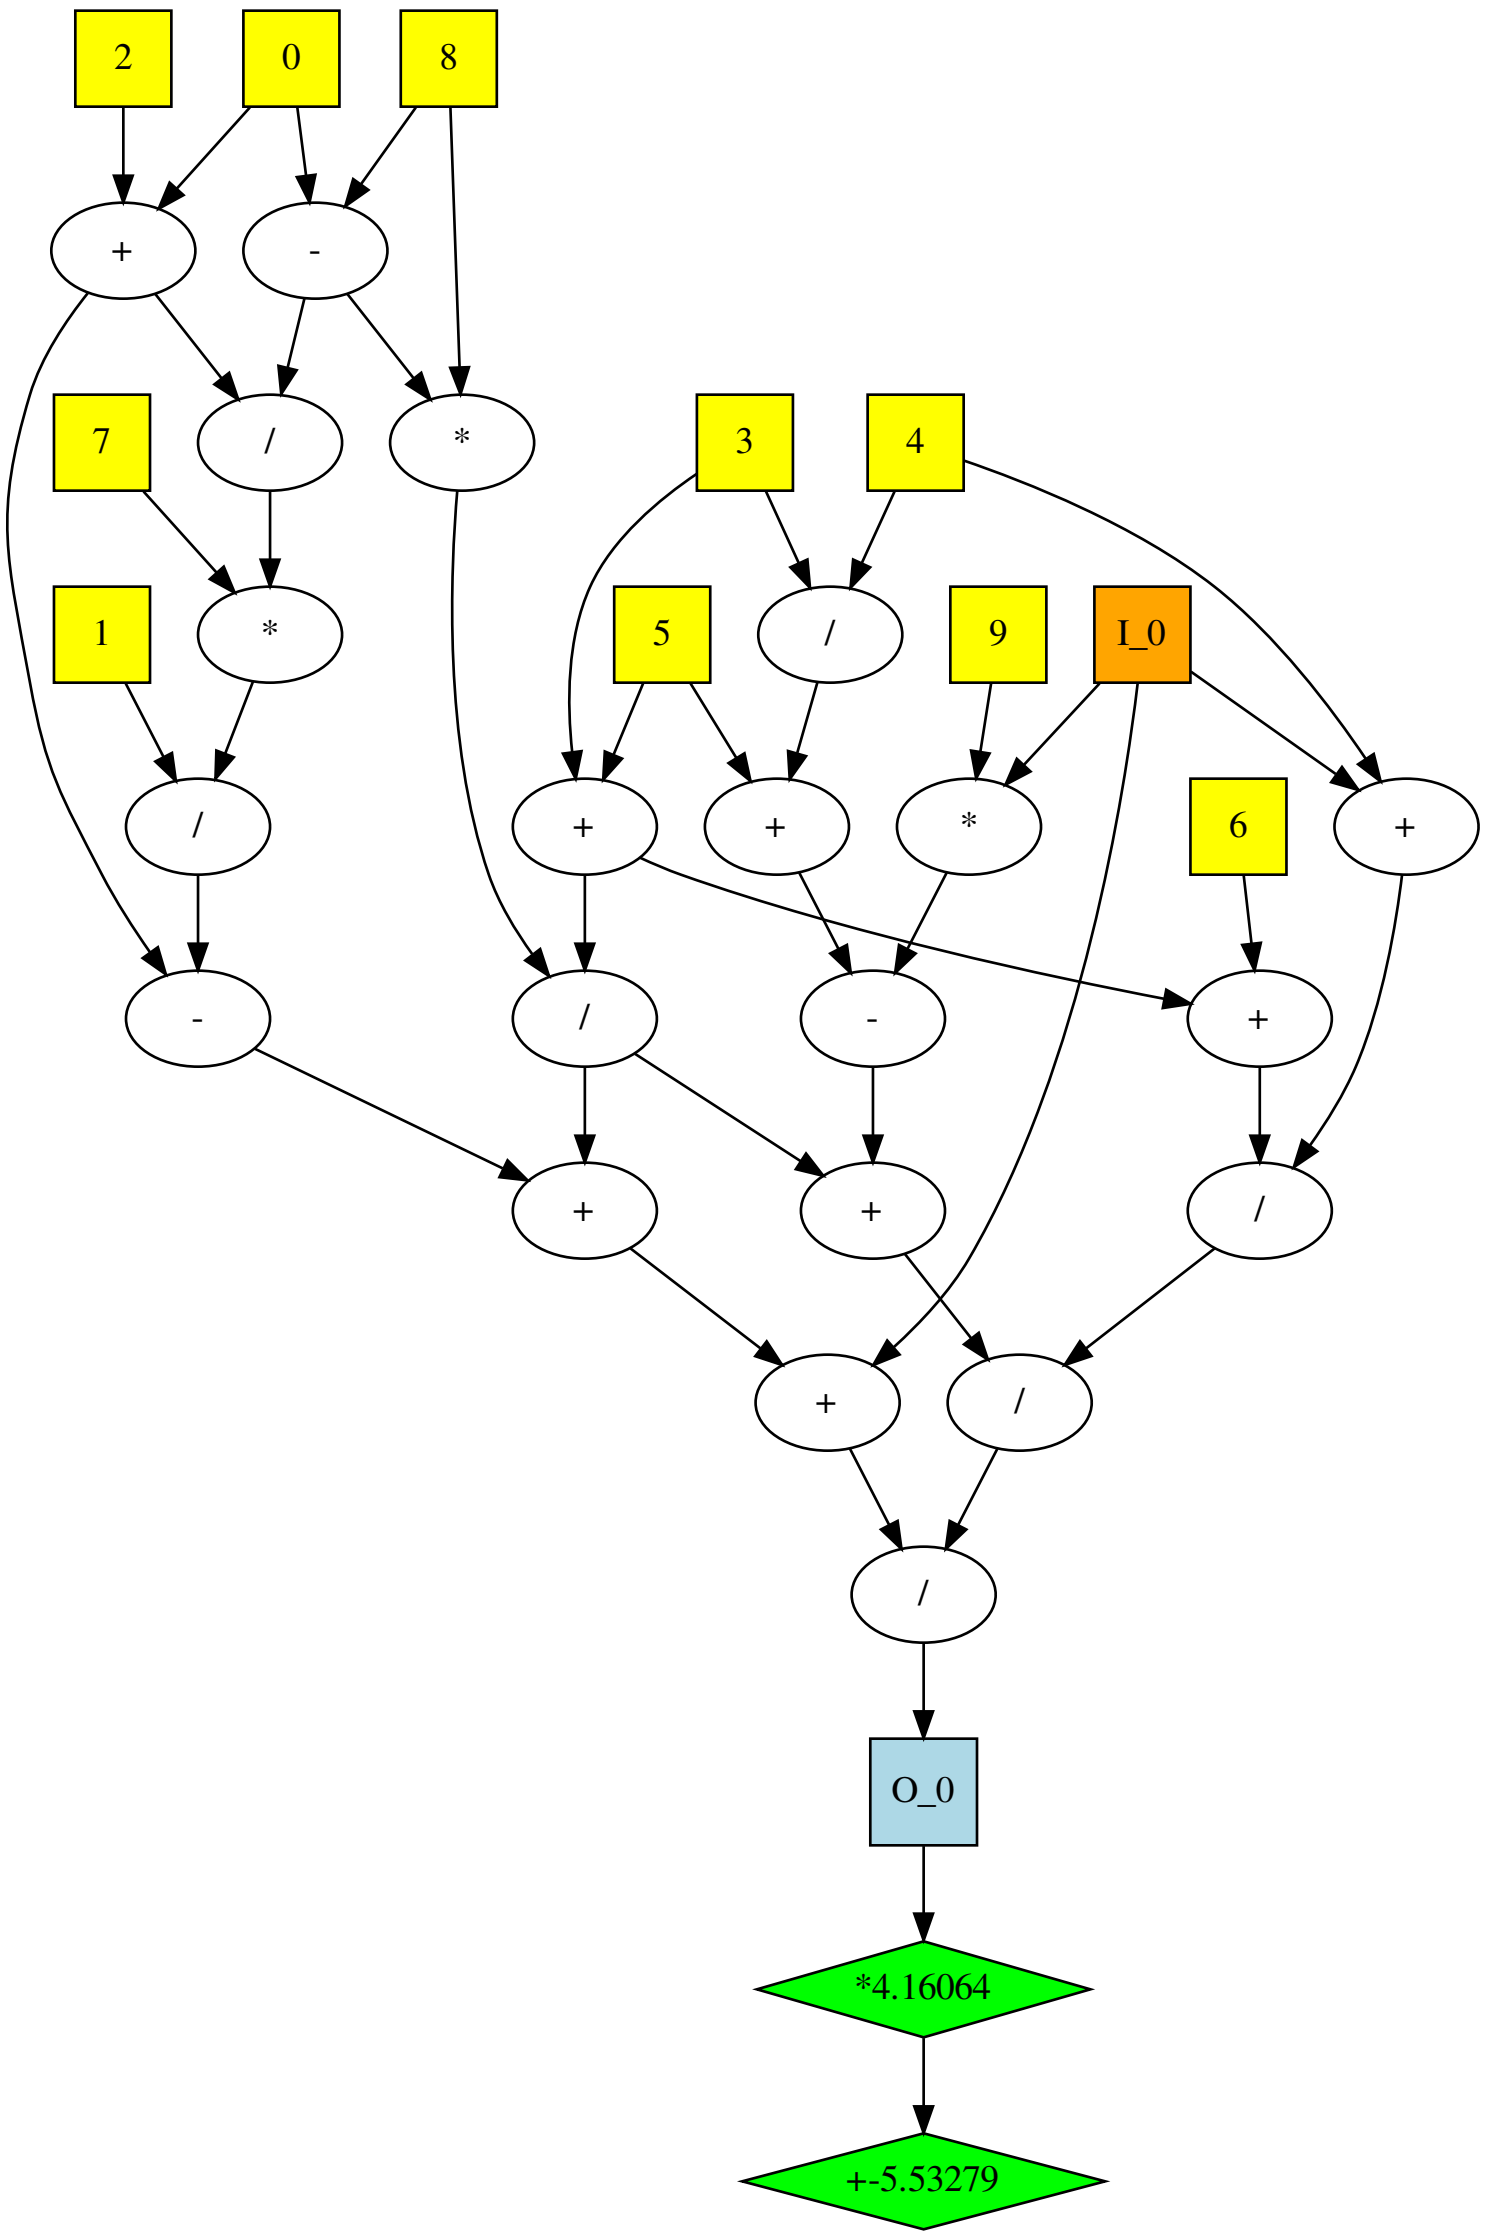 2 0 8
+ -
7 / * 3 4
1 * 5 / 9 I_0
/ + + * 6 +
- / - +
+ + /
+ /
/
O_0
*4.16064
+-5.53279